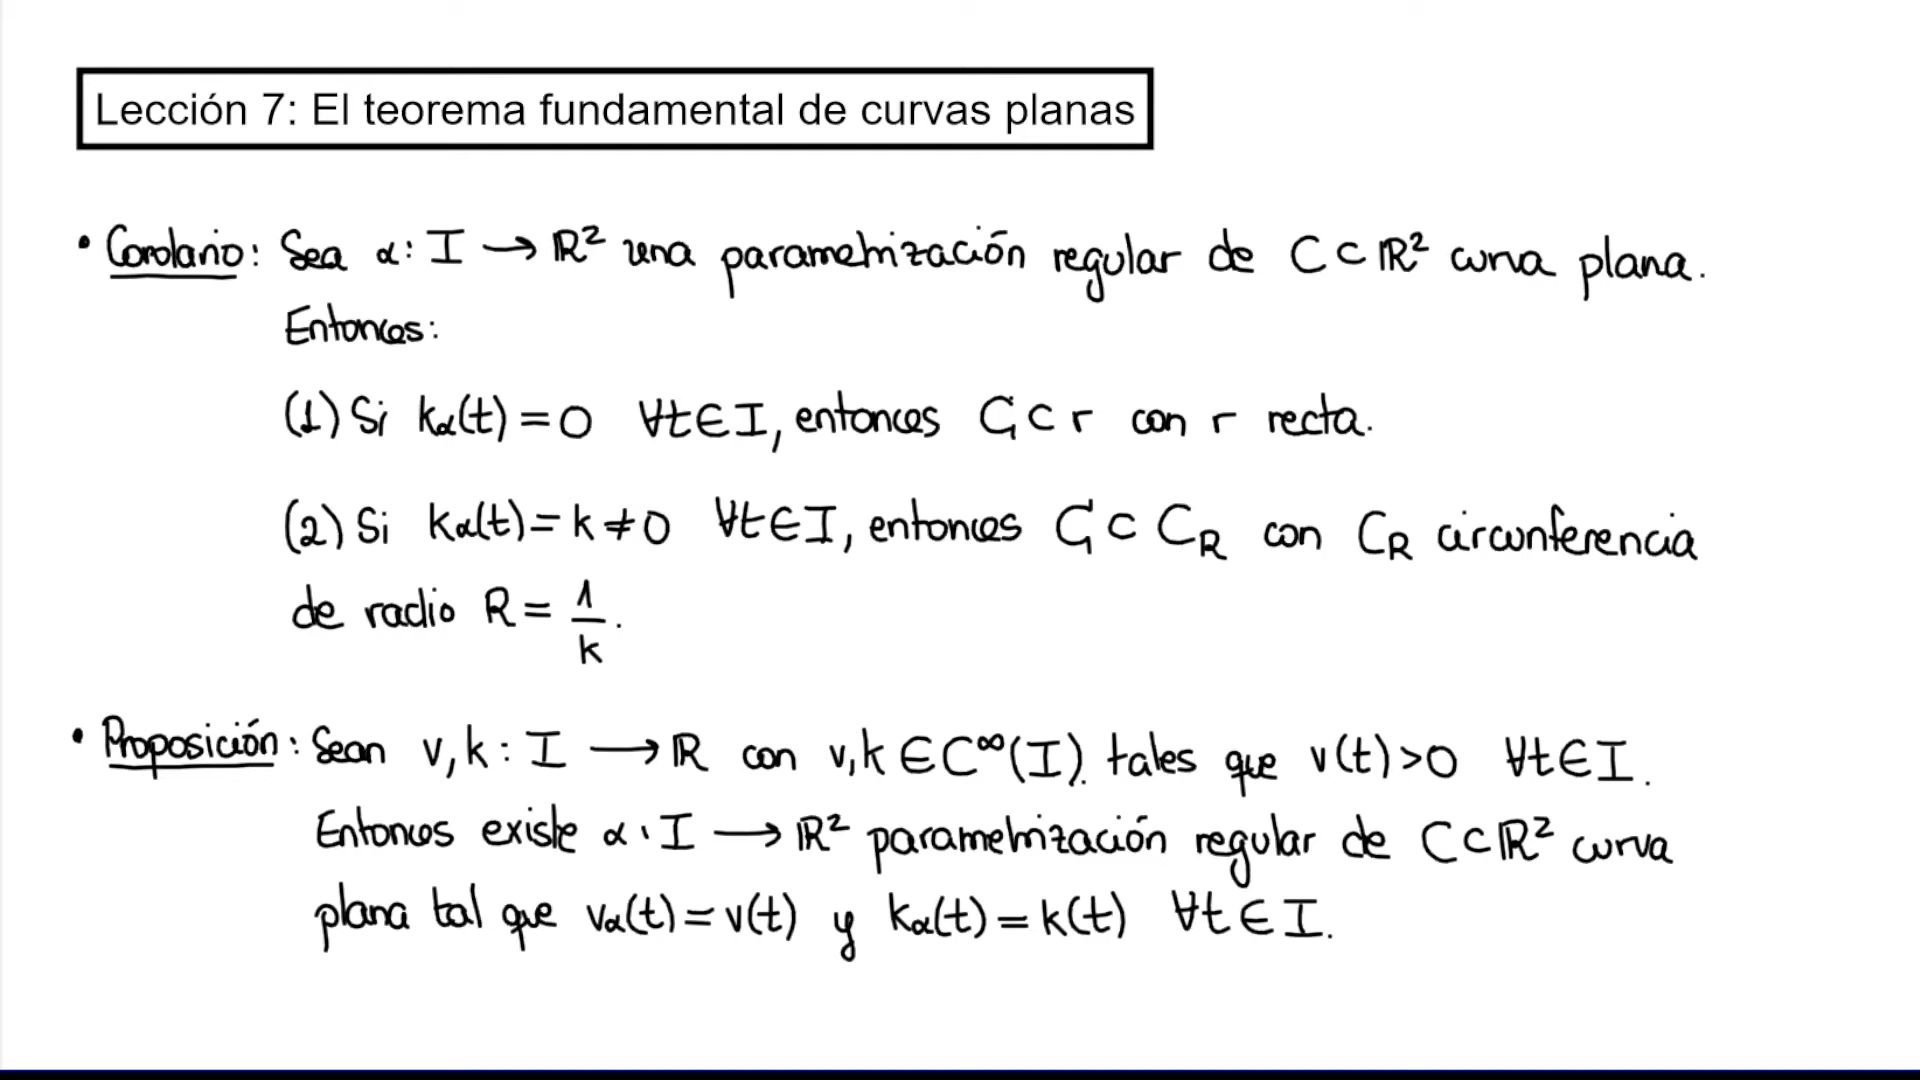 Lección 7: El teorema fundamental de curvas planas
• Corolario: Sea α: I → ℝ² una parametrización regular de C ⊂ ℝ² curva plana.
Entonces:
(1) Si kα(t) = 0 ∀t ∈ I, entonces C ⊂ r con r recta.
(2) Si kα(t) = k ≠ 0 ∀t ∈ I, entonces C ⊂ C_R con C_R circunferencia
de radio R = 1/k.
• Proposición: Sean v, k : I → ℝ con v, k ∈ C^∞(I) tales que v(t) > 0 ∀t ∈ I.
Entonces existe α: I → ℝ² parametrización regular de C ⊂ ℝ² curva
plana tal que vα(t) = v(t) y kα(t) = k(t) ∀t ∈ I.